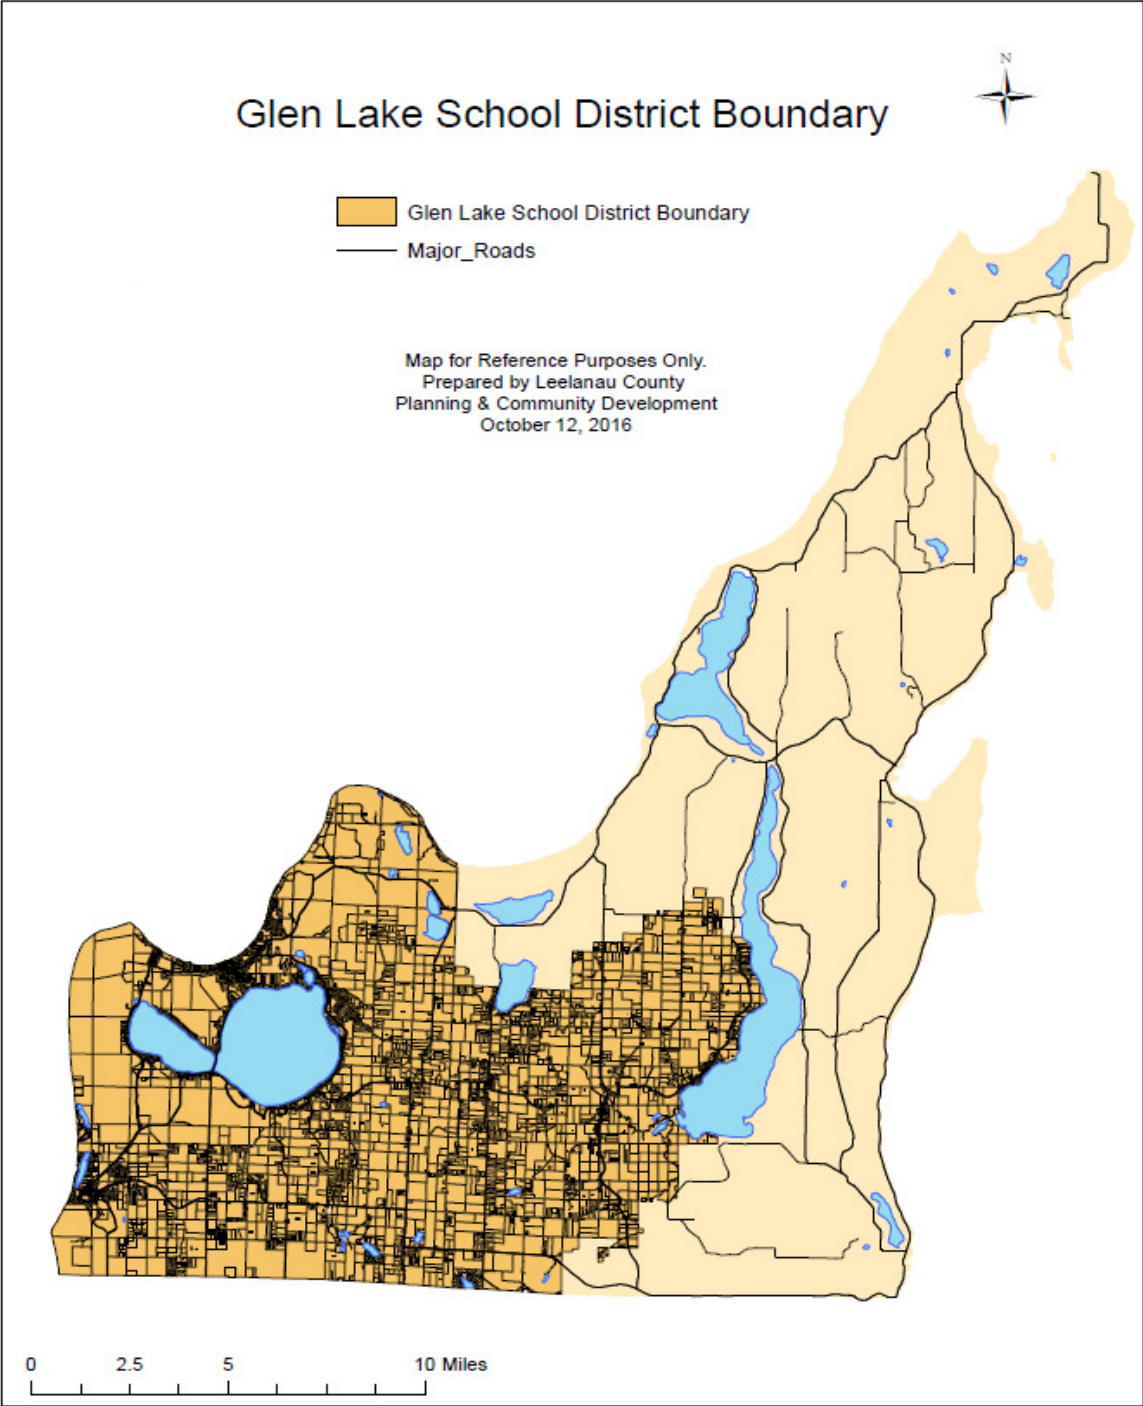 N
Glen Lake School District Boundary
Glen Lake School District Boundary
Major_Roads
Map for Reference Purposes Only.
Prepared by Leelanau County
Planning & Community Development
October 12, 2016
0 2.5 5 10 Miles